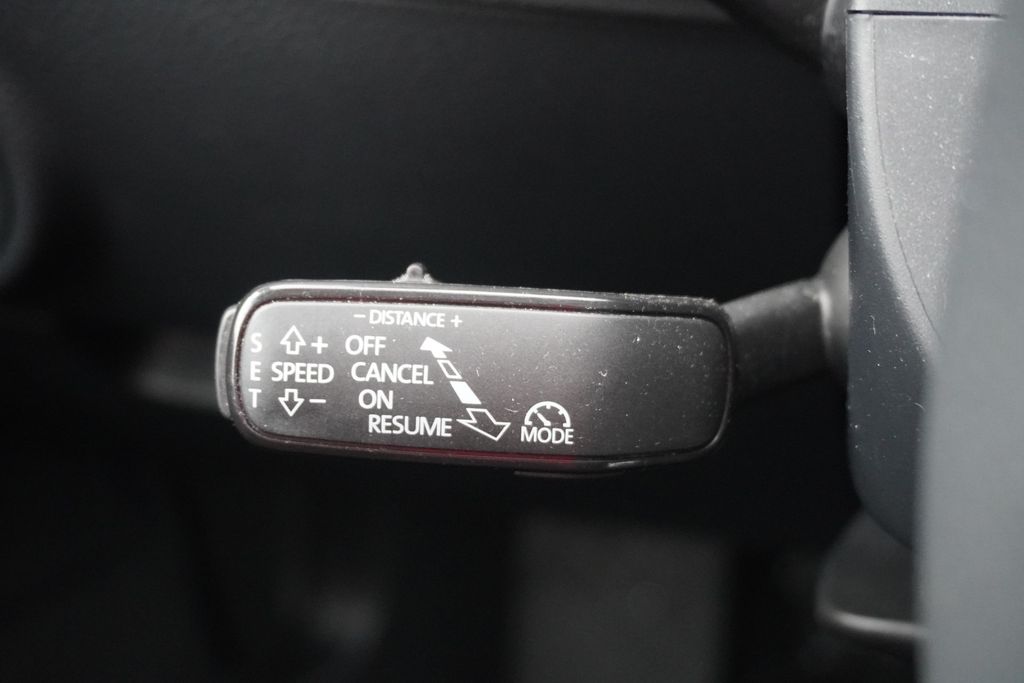 - DISTANCE +
S + OFF
E SPEED CANCEL
T - ON
RESUME
MODE